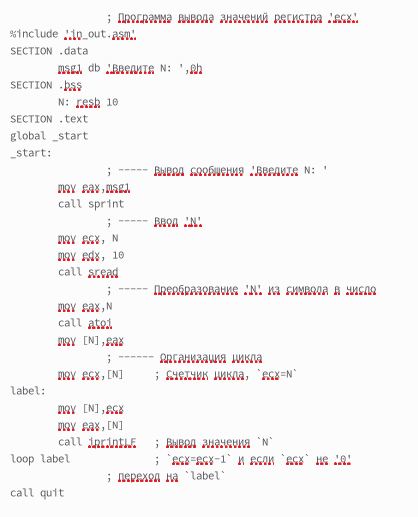 ; Программа вывода значений регистра 'ecx'
%include 'in_out.asm'
SECTION .data
msg1 db 'Введите N: ',0h
SECTION .bss
N: resb 10
SECTION .text
global _start
_start:
; ----- Вывод сообщения 'Введите N: '
mov eax,msg1
call sprint
; ----- Ввод 'N'
mov ecx, N
mov edx, 10
call sread
; ----- Преобразование 'N' из символа в число
mov eax,N
call atoi
mov [N],eax
; ------ Организация цикла
mov ecx,[N] ; Счетчик цикла, `ecx=N`
label:
mov [N],ecx
mov eax,[N]
call iprintLF ; Вывод значения `N`
loop label ; `ecx=ecx-1` и если `ecx` не '0'
; переход на `label`
call quit